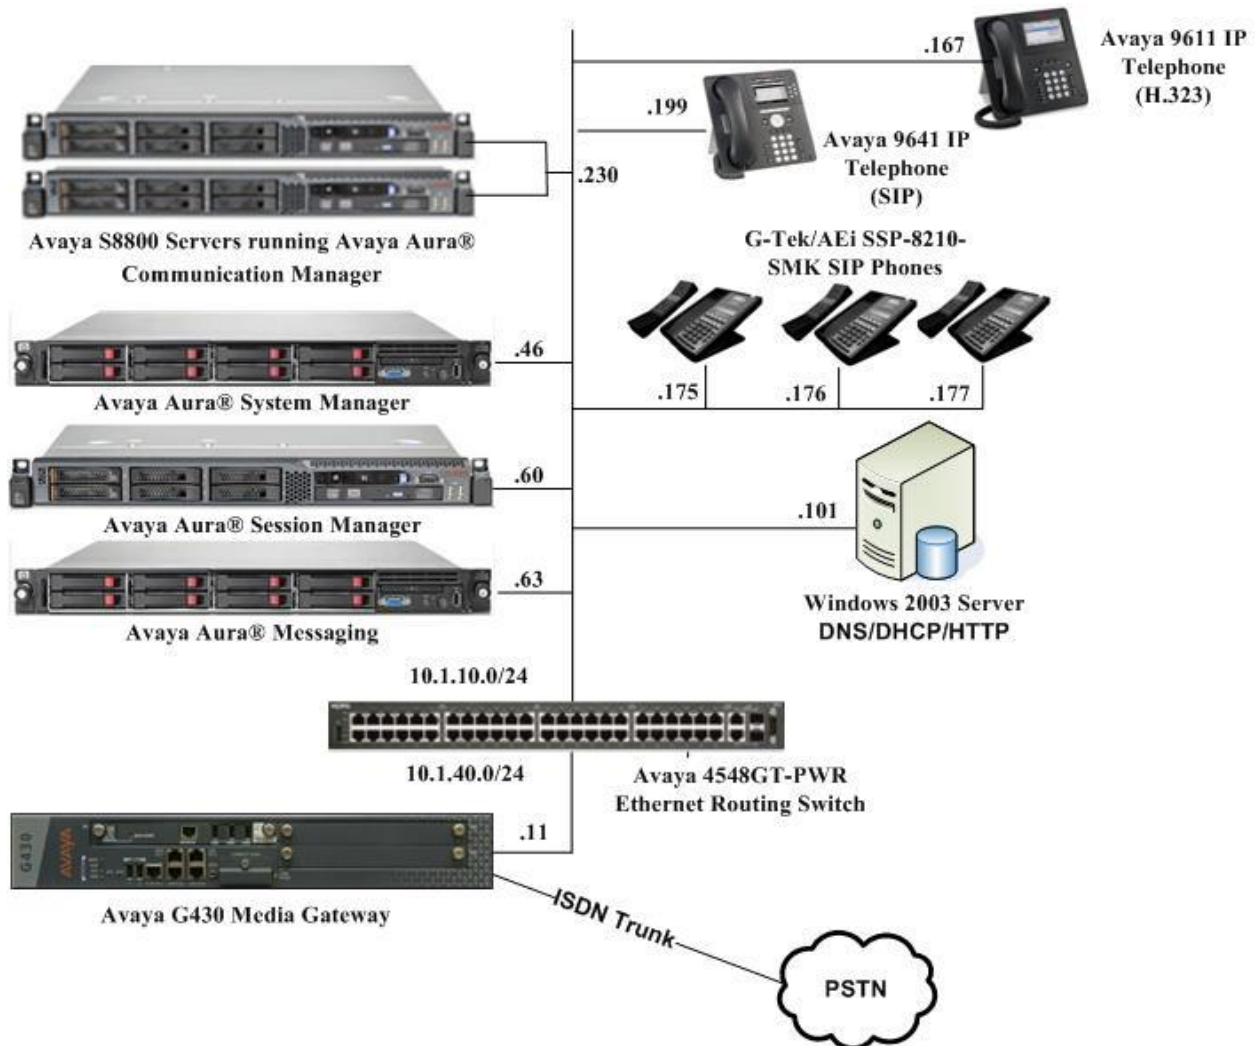 .167
Avaya 9611 IP
Telephone
(H.323)
.199
Avaya 9641 IP
Telephone
(SIP)
.230
Avaya S8800 Servers running Avaya Aura®
Communication Manager
G-Tek/AEi SSP-8210-
SMK SIP Phones
.46
Avaya Aura® System Manager
.175
.176
.177
.60
Avaya Aura® Session Manager
.101
Windows 2003 Server
DNS/DHCP/HTTP
.63
Avaya Aura® Messaging
10.1.10.0/24
10.1.40.0/24
Avaya 4548GT-PWR
Ethernet Routing Switch
G430
AVAYA
.11
Avaya G430 Media Gateway
ISDN Trunk
PSTN